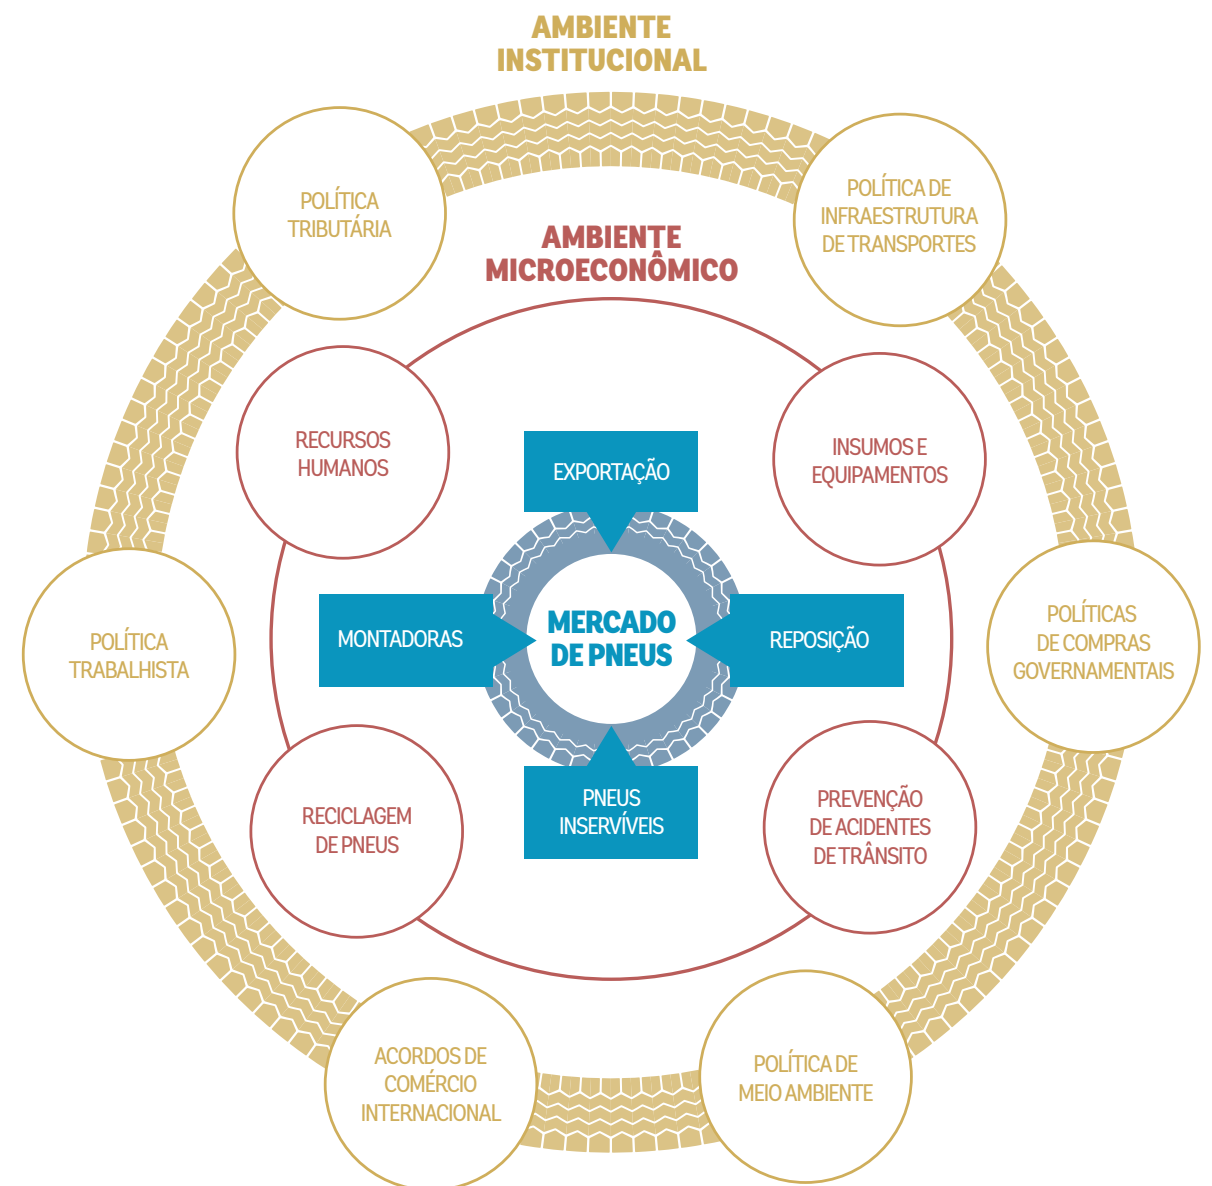 AMBIENTE
INSTITUCIONAL
POLÍTICA
TRIBUTÁRIA
POLÍTICA DE
INFRAESTRUTURA
DE TRANSPORTES
AMBIENTE
MICROECONÔMICO
RECURSOS
HUMANOS
INSUMOS E
EQUIPAMENTOS
EXPORTAÇÃO
POLÍTICA
TRABALHISTA
MONTADORAS
MERCADO
DE PNEUS
REPOSIÇÃO
POLÍTICAS
DE COMPRAS
GOVERNAMENTAIS
RECICLAGEM
DE PNEUS
PNEUS
INSERVÍVEIS
PREVENÇÃO
DE ACIDENTES
DE TRÂNSITO
ACORDOS DE
COMÉRCIO
INTERNACIONAL
POLÍTICA DE
MEIO AMBIENTE